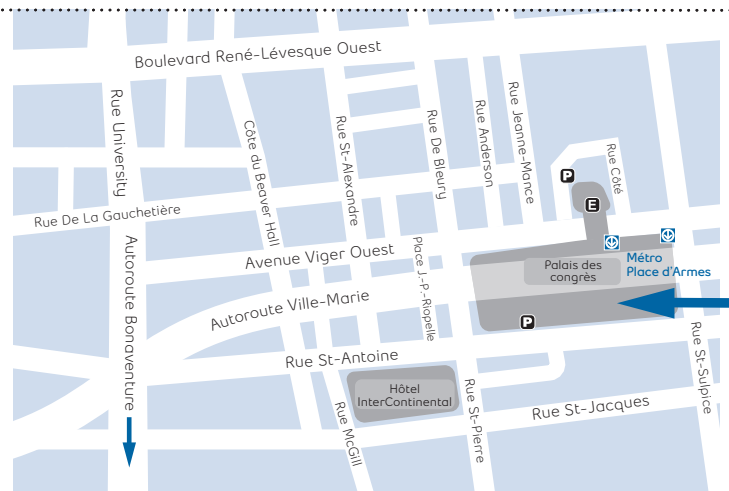 Boulevard René-Lévesque Ouest
Rue University
Côte du Beaver Hall
Rue St-Alexandre
Rue De Bleury
Rue Anderson
Rue Jeanne-Mance
Rue Côté
P
E
Rue De La Gauchetière
Autoroute Bonaventure
Avenue Viger Ouest
Place J.-P.-Riopelle
Métro
Place d'Armes
Palais des
congrès
Autoroute Ville-Marie
P
Rue St-Antoine
Rue St-Sulpice
Hôtel
InterContinental
Rue McGill
Rue St-Pierre
Rue St-Jacques